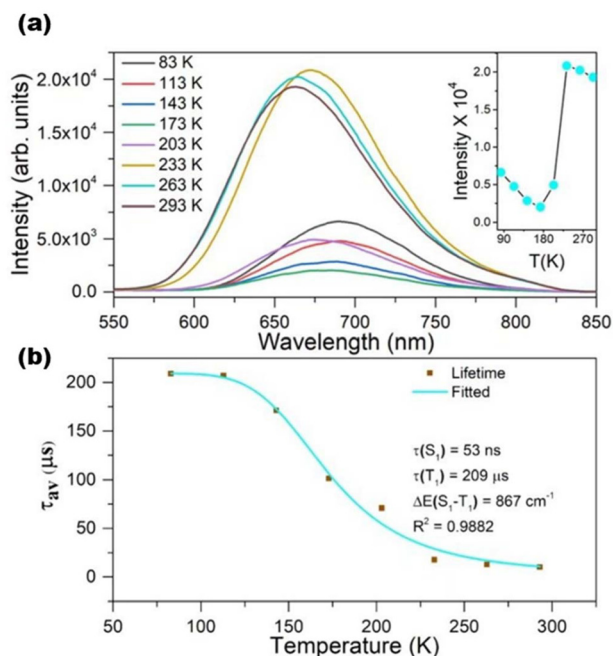 (a)
83 K
113 K
143 K
173 K
203 K
233 K
263 K
293 K
Intensity (arb. units)
2.0x10⁴
1.5x10⁴
1.0x10⁴
5.0x10³
0.0
550 600 650 700 750 800 850
Wavelength (nm)
Intensity X 10⁴
2.0
1.5
1.0
0.5
0.0
90 180 270
T(K)
(b)
τav (μs)
200
150
100
50
0
Lifetime
Fitted
τ(S₁) = 53 ns
τ(T₁) = 209 μs
ΔE(S₁-T₁) = 867 cm⁻¹
R² = 0.9882
50 100 150 200 250 300
Temperature (K)